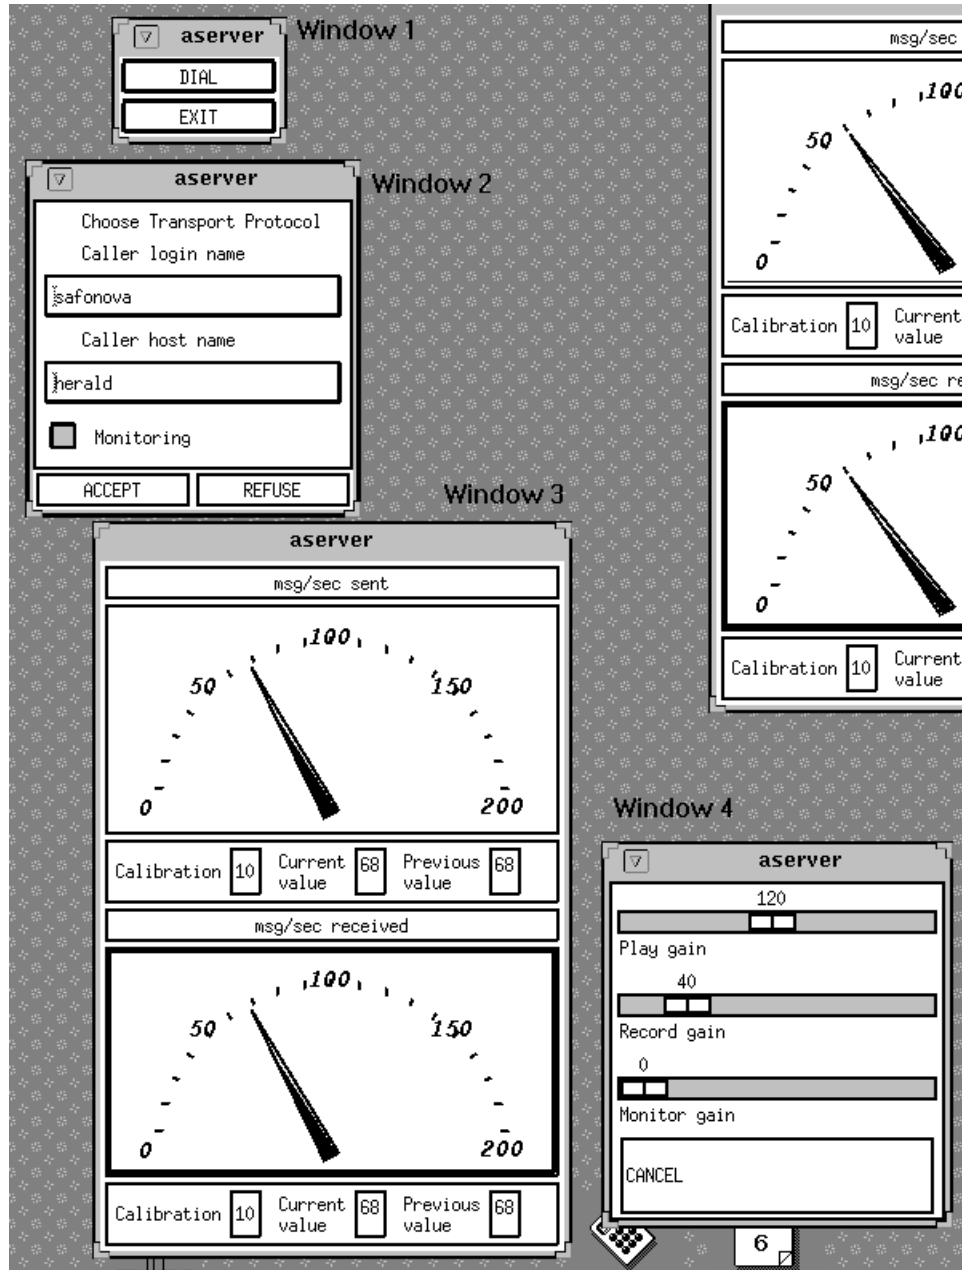 aserver
Window 1
DIAL
EXIT
aserver
Window 2
Choose Transport Protocol
Caller login name
safonova
Caller host name
herald
Monitoring
ACCEPT
REFUSE
Window 3
aserver
msg/sec sent
0
50
100
150
200
Calibration 10
Current value 68
Previous value 68
msg/sec received
0
50
100
150
200
Calibration 10
Current value 68
Previous value 68
msg/sec
0
50
100
Calibration 10
Current value
msg/sec re
0
50
100
Calibration 10
Current value
Window 4
aserver
120
Play gain
40
Record gain
0
Monitor gain
CANCEL
6